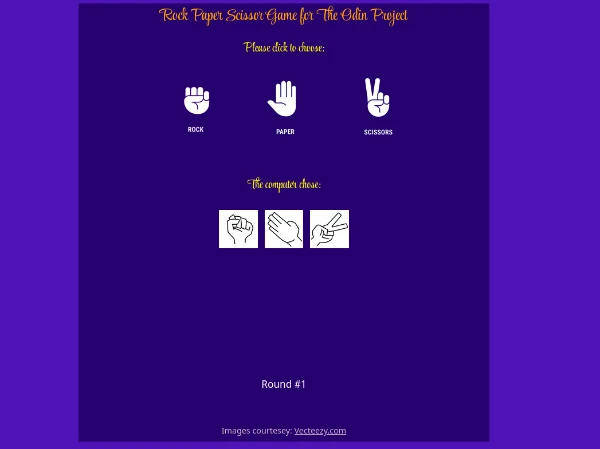 Rock Paper Scissor Game for The Odin Project
Please click to choose:
ROCK PAPER SCISSORS
The computer chose:
Round #1
Images courtesey: Vecteezy.com